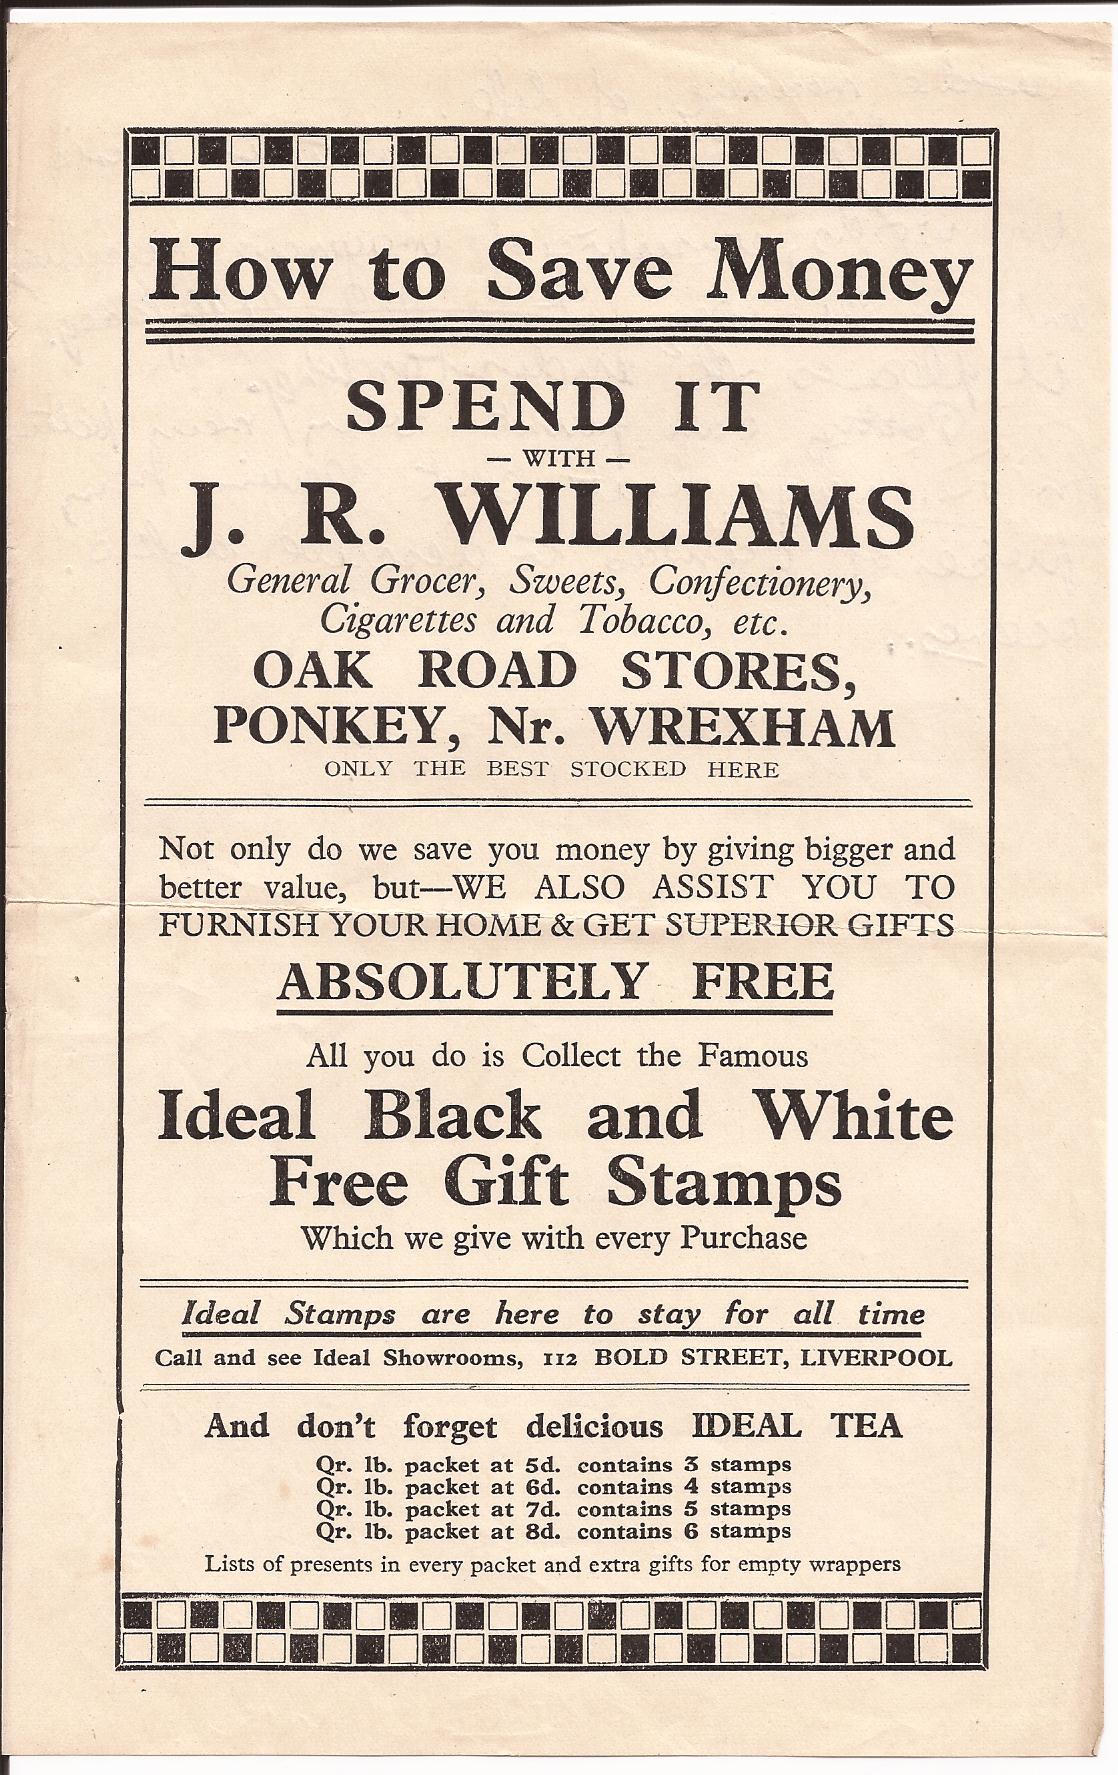 How to Save Money
SPEND IT
— WITH —
J. R. WILLIAMS
General Grocer, Sweets, Confectionery,
Cigarettes and Tobacco, etc.
OAK ROAD STORES,
PONKEY, Nr. WREXHAM
ONLY THE BEST STOCKED HERE
Not only do we save you money by giving bigger and
better value, but—WE ALSO ASSIST YOU TO
FURNISH YOUR HOME & GET SUPERIOR GIFTS
ABSOLUTELY FREE
All you do is Collect the Famous
Ideal Black and White
Free Gift Stamps
Which we give with every Purchase
Ideal Stamps are here to stay for all time
Call and see Ideal Showrooms, 112 BOLD STREET, LIVERPOOL
And don't forget delicious IDEAL TEA
Qr. lb. packet at 5d. contains 3 stamps
Qr. lb. packet at 6d. contains 4 stamps
Qr. lb. packet at 7d. contains 5 stamps
Qr. lb. packet at 8d. contains 6 stamps
Lists of presents in every packet and extra gifts for empty wrappers